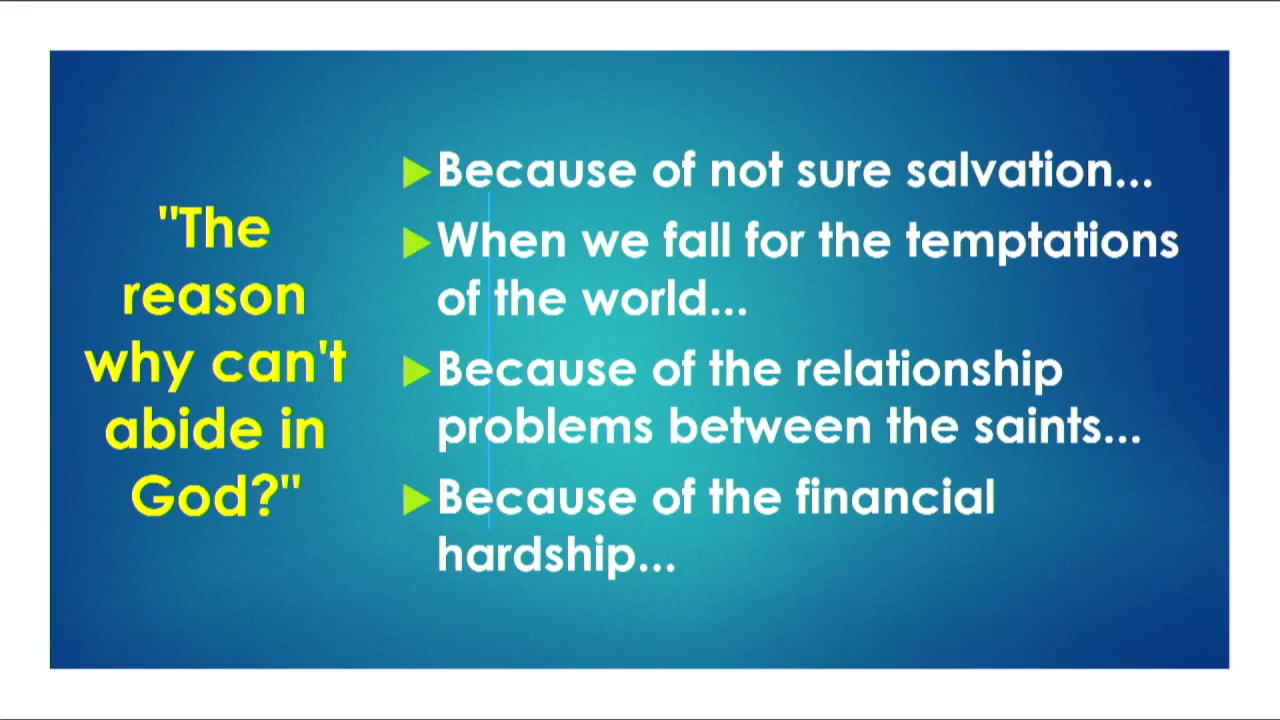 "The
reason
why can't
abide in
God?"
Because of not sure salvation...
When we fall for the temptations
of the world...
Because of the relationship
problems between the saints...
Because of the financial
hardship...